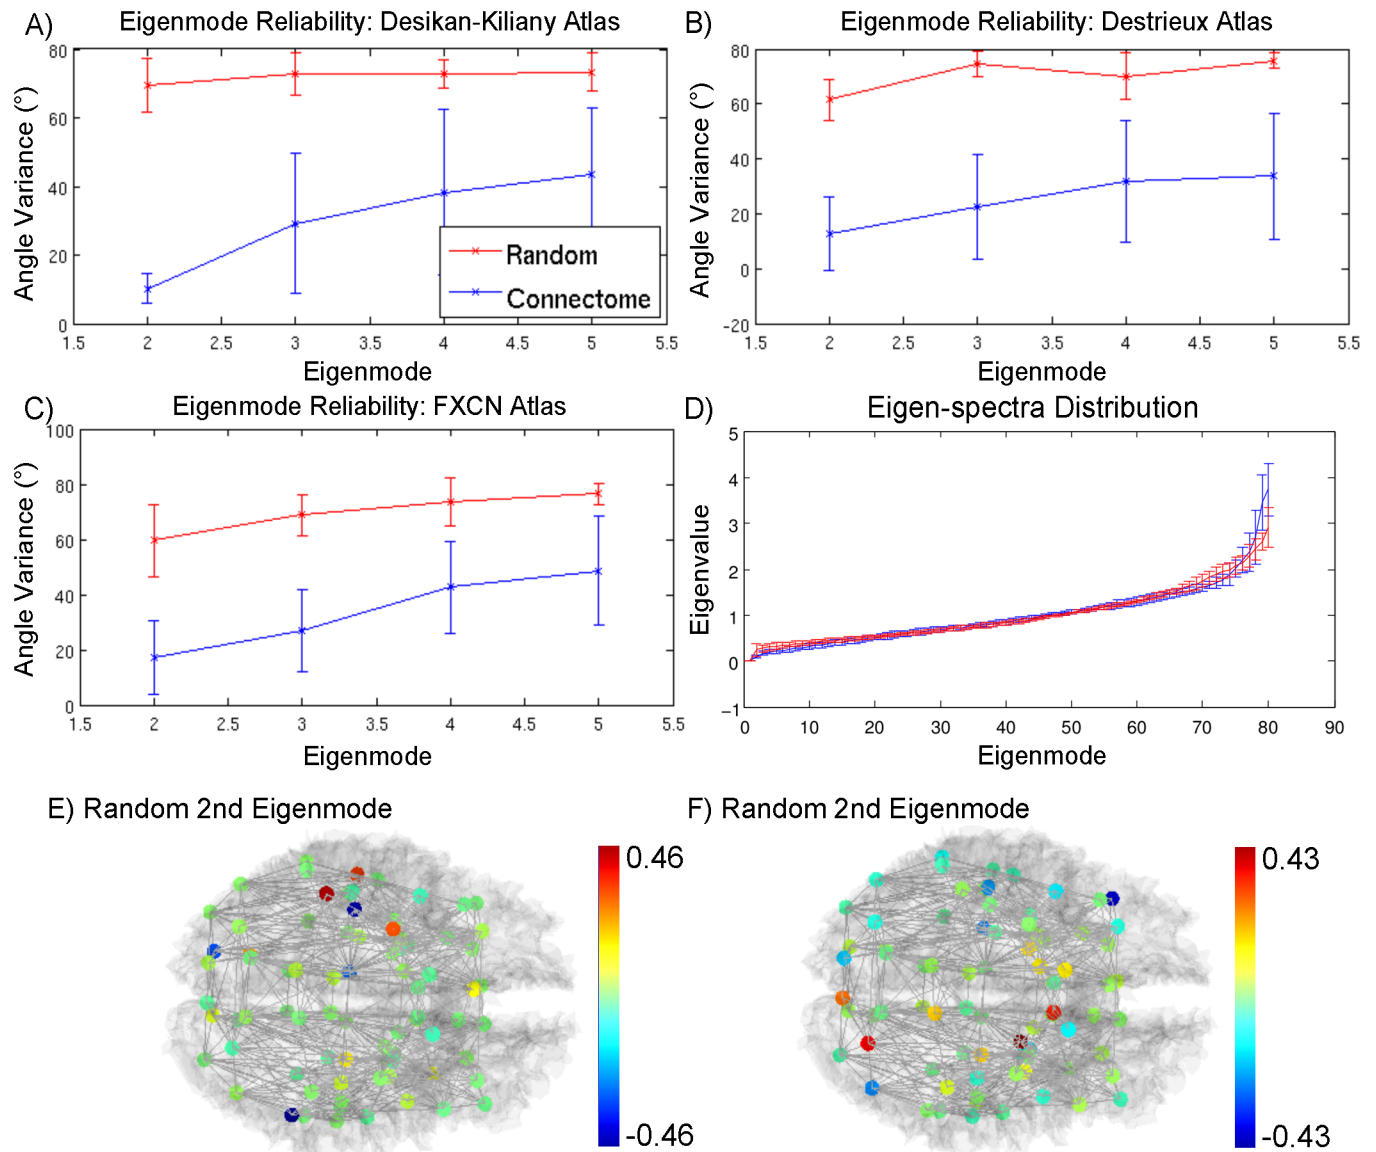 A) Eigenmode Reliability: Desikan-Kiliany Atlas
80
60
40
20
0
Angle Variance (°)
1.5 2 2.5 3 3.5 4 4.5 5 5.5
Eigenmode
Random
Connectome
B) Eigenmode Reliability: Destrieux Atlas
80
60
40
20
0
-20
Angle Variance (°)
1.5 2 2.5 3 3.5 4 4.5 5 5.5
Eigenmode
C) Eigenmode Reliability: FXCN Atlas
100
80
60
40
20
0
Angle Variance (°)
1.5 2 2.5 3 3.5 4 4.5 5 5.5
Eigenmode
D) Eigen-spectra Distribution
5
4
3
2
1
0
−1
Eigenvalue
0 10 20 30 40 50 60 70 80 90
Eigenmode
E) Random 2nd Eigenmode
0.46
-0.46
F) Random 2nd Eigenmode
0.43
-0.43